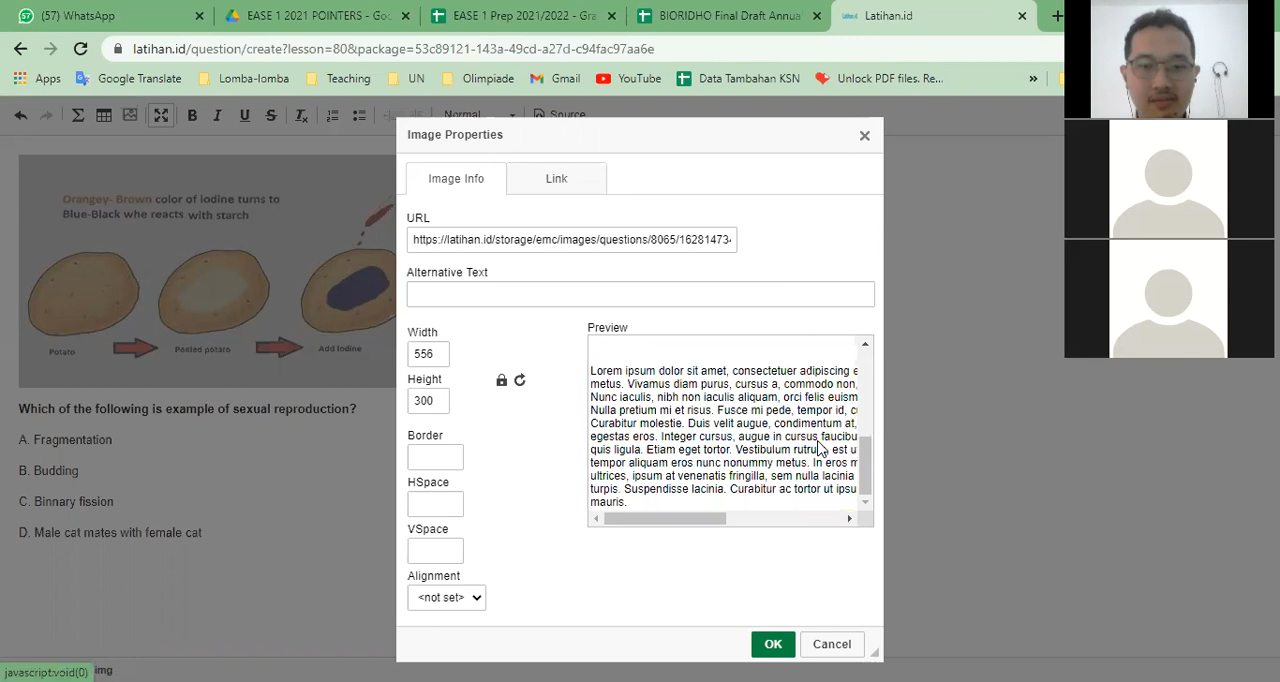 (57) WhatsApp
EASE 1 2021 POINTERS - Goo
EASE 1 Prep 2021/2022 - Gra
BIORIDHO Final Draft Annua
Latihan.id
latihan.id/question/create?lesson=80&package=53c89121-143a-49cd-a27d-c94fac97aa6e
Apps
Google Translate
Lomba-lomba
Teaching
UN
Olimpiade
Gmail
YouTube
Data Tambahan KSN
Unlock PDF files. Re...
»
Normal
Source
Orangey- Brown color of iodine turns to
Blue-Black whe reacts with starch
Potato
Peeled potato
Add Iodine
Which of the following is example of sexual reproduction?
A. Fragmentation
B. Budding
C. Binnary fission
D. Male cat mates with female cat
Image Properties
Image Info
Link
URL
https://latihan.id/storage/emc/images/questions/8065/16281473
Alternative Text
Width
556
Height
300
Border
HSpace
VSpace
Alignment
<not set>
Preview
Lorem ipsum dolor sit amet, consectetuer adipiscing e
metus. Vivamus diam purus, cursus a, commodo non,
Nunc iaculis, nibh non iaculis aliquam, orci felis euism
Nulla pretium mi et risus. Fusce mi pede, tempor id, c
Curabitur molestie. Duis velit augue, condimentum at,
egestas eros. Integer cursus, augue in cursus faucibu
quis ligula. Etiam eget tortor. Vestibulum rutrum, est u
tempor aliquam eros nunc nonummy metus. In eros m
ultrices, ipsum at venenatis fringilla, sem nulla lacinia
turpis. Suspendisse lacinia. Curabitur ac tortor ut ipsu
mauris.
OK
Cancel
javascript:void(0)
img